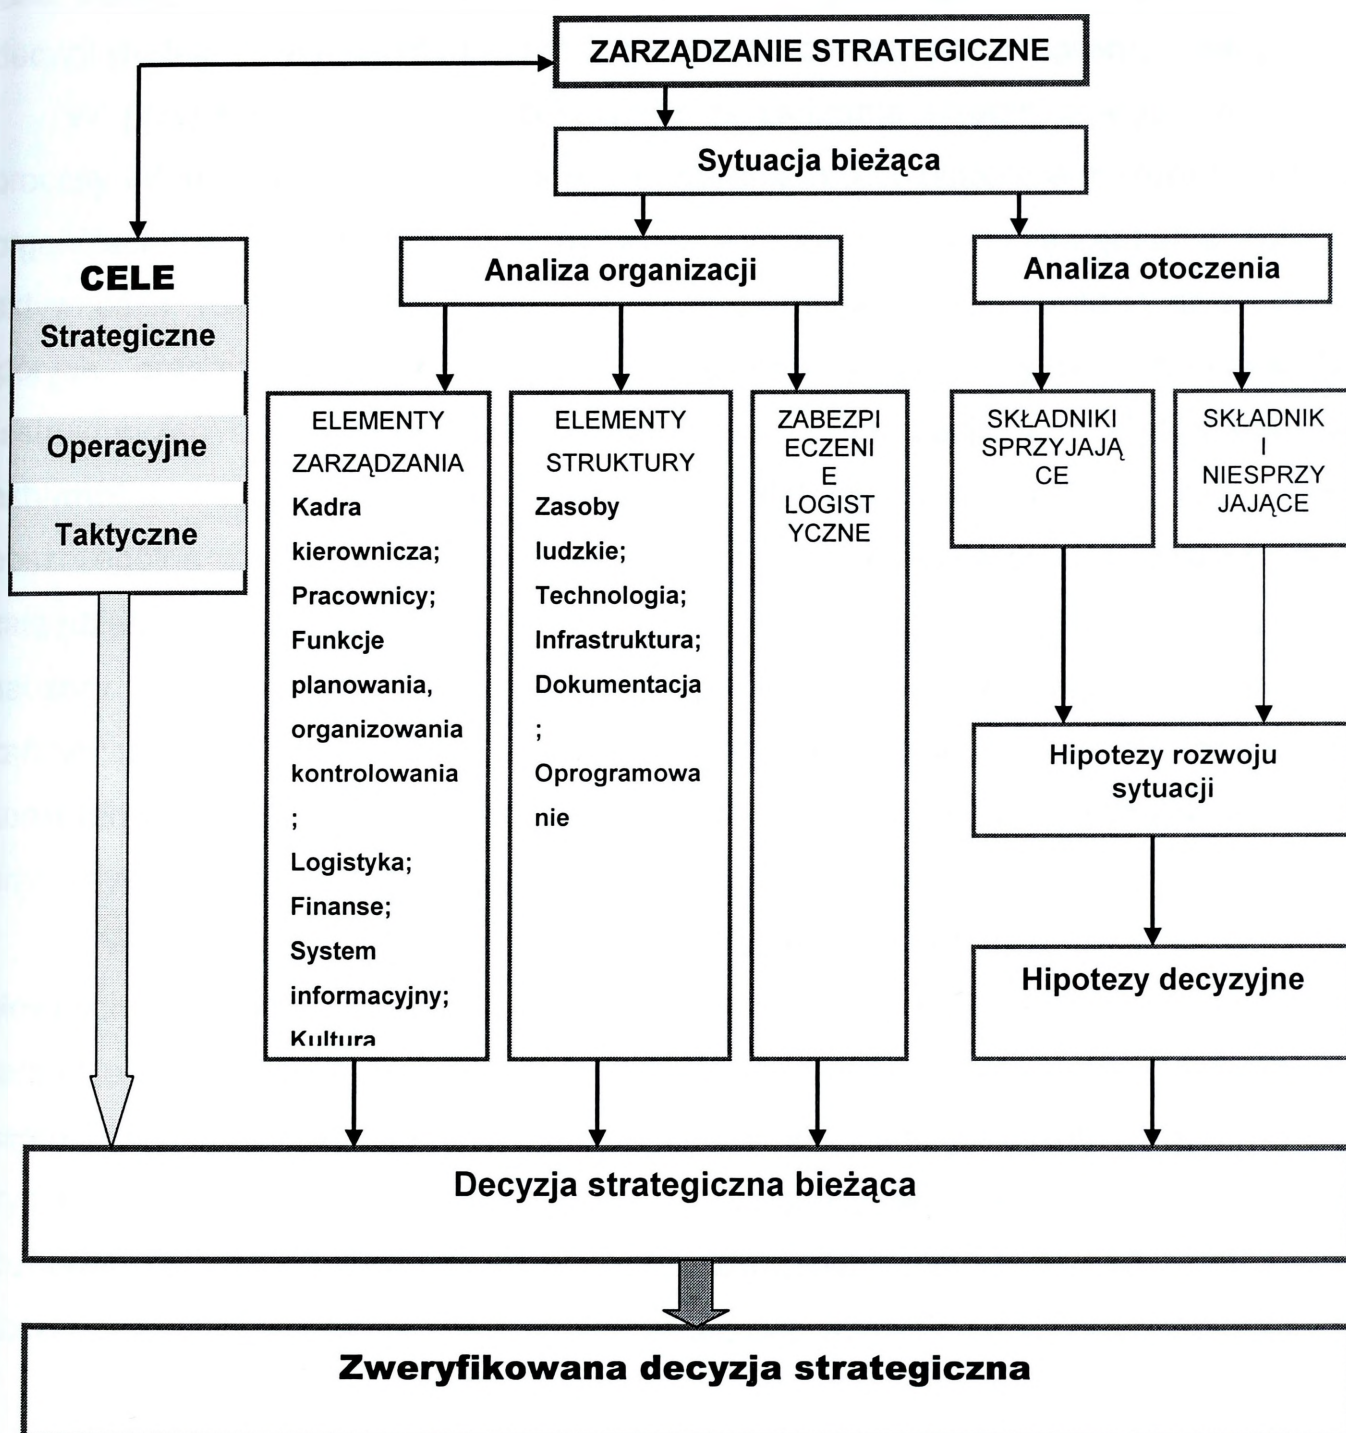 ZARZĄDZANIE STRATEGICZNE
Sytuacja bieżąca
CELE
Strategiczne
Operacyjne
Taktyczne
Analiza organizacji
Analiza otoczenia
ELEMENTY
ZARZĄDZANIA
Kadra
kierownicza;
Pracownicy;
Funkcje
planowania,
organizowania
kontrolowania
;
Logistyka;
Finanse;
System
informacyjny;
Kultura
ELEMENTY
STRUKTURY
Zasoby
ludzkie;
Technologia;
Infrastruktura;
Dokumentacja
;
Oprogramowa
nie
ZABEZPI
ECZENI
E
LOGIST
YCZNE
SKŁADNIKI
SPRZYJAJĄ
CE
SKŁADNIK
I
NIESPRZY
JAJĄCE
Hipotezy rozwoju
sytuacji
Hipotezy decyzyjne
Decyzja strategiczna bieżąca
Zweryfikowana decyzja strategiczna